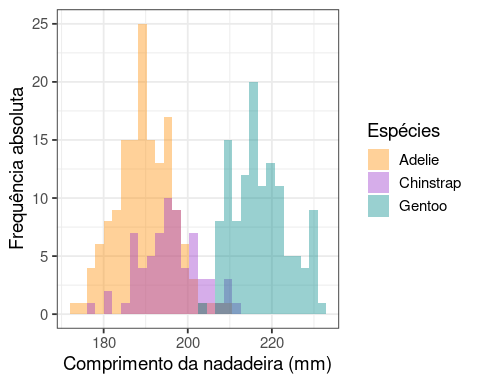 25
20
15
10
5
0
Frequência absoluta
180
200
220
Comprimento da nadadeira (mm)
Espécies
Adelie
Chinstrap
Gentoo